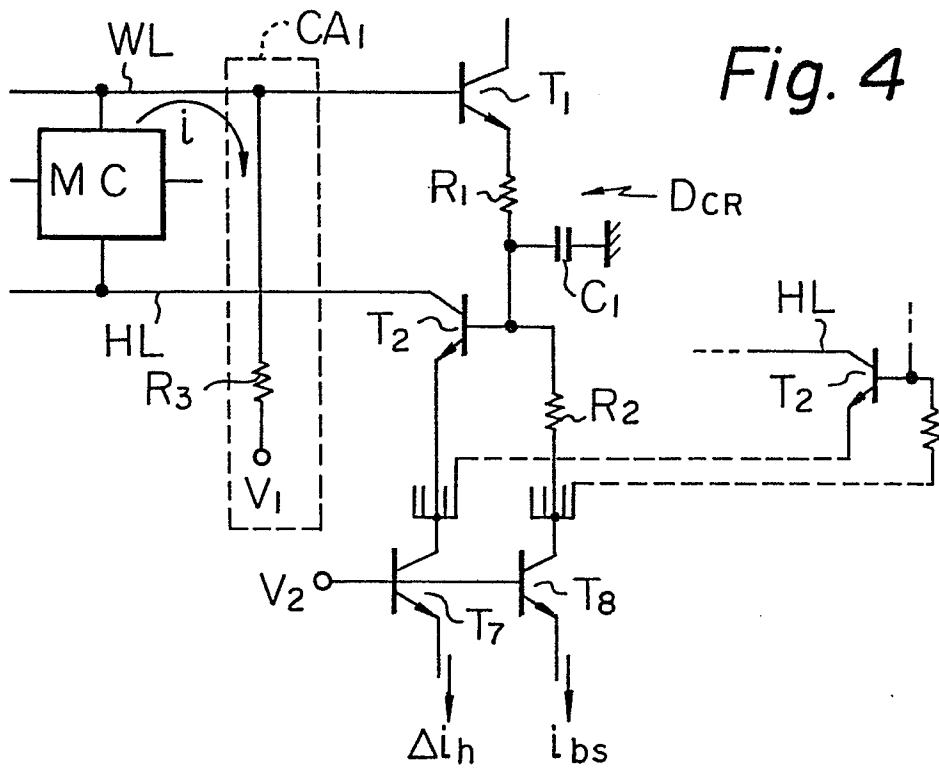 CA1
WL
T1
Fig. 4
i
MC
R1
DCR
C1
HL
T2
HL
T2
R3
R2
V1
V2
T7
T8
Δih
ibs